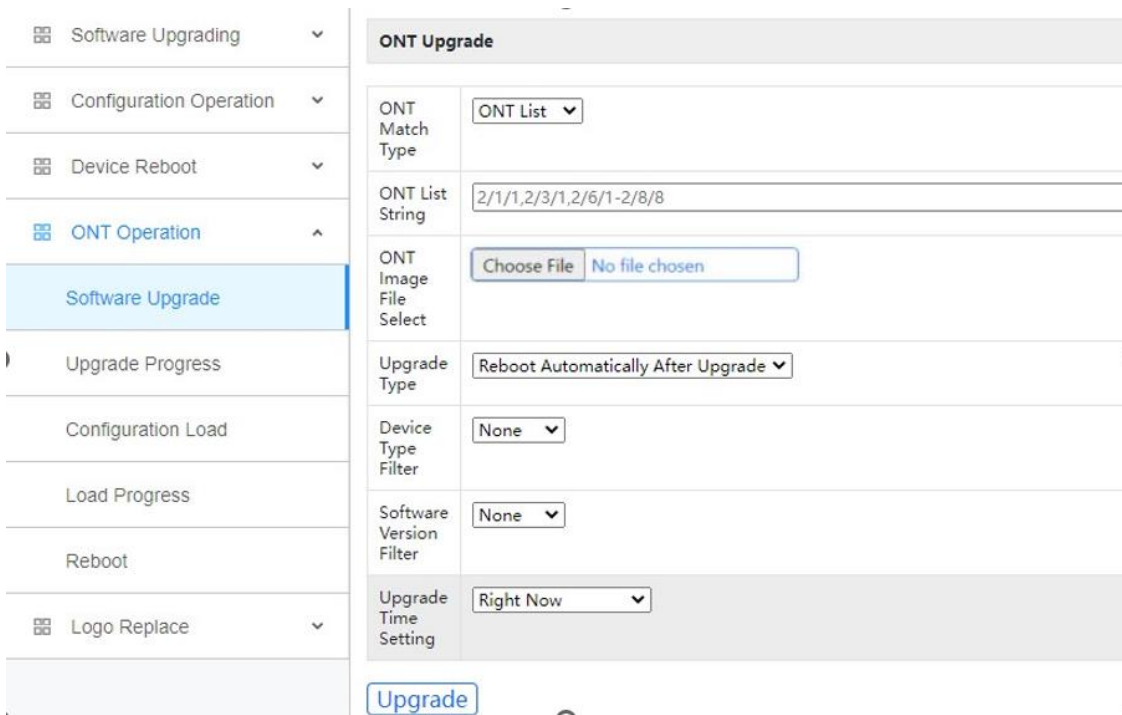 Software Upgrading
Configuration Operation
Device Reboot
ONT Operation
Software Upgrade
Upgrade Progress
Configuration Load
Load Progress
Reboot
Logo Replace
ONT Upgrade
ONT
Match
Type
ONT List
ONT List
String
2/1/1,2/3/1,2/6/1-2/8/8
ONT
Image
File
Select
Choose File No file chosen
Upgrade
Type
Reboot Automatically After Upgrade
Device
Type
Filter
None
Software
Version
Filter
None
Upgrade
Time
Setting
Right Now
Upgrade